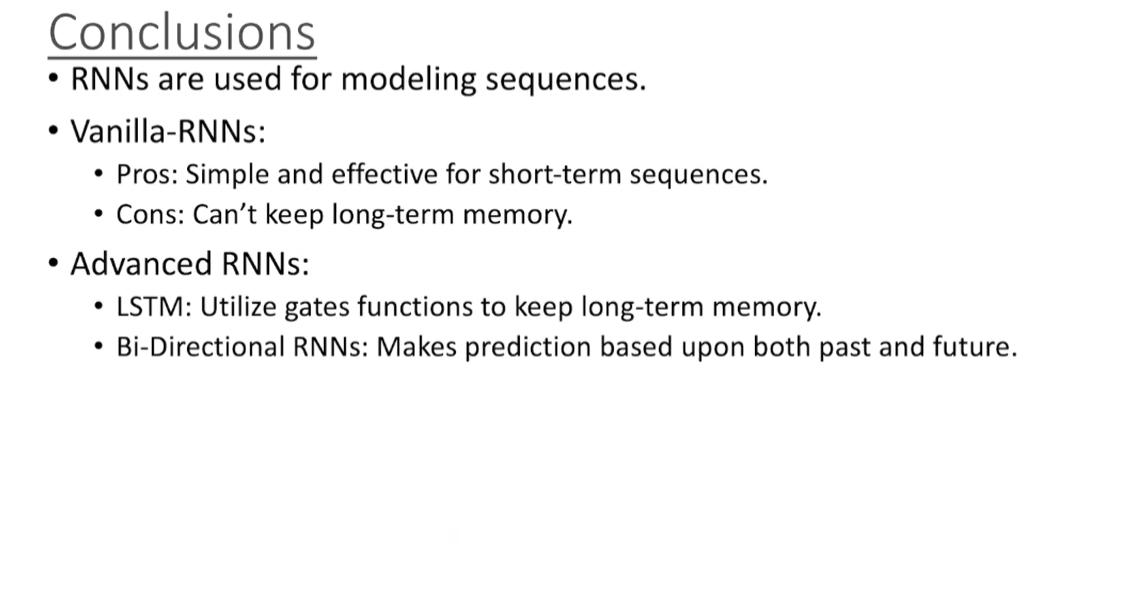 Conclusions
• RNNs are used for modeling sequences.
• Vanilla-RNNs:
• Pros: Simple and effective for short-term sequences.
• Cons: Can’t keep long-term memory.
• Advanced RNNs:
• LSTM: Utilize gates functions to keep long-term memory.
• Bi-Directional RNNs: Makes prediction based upon both past and future.